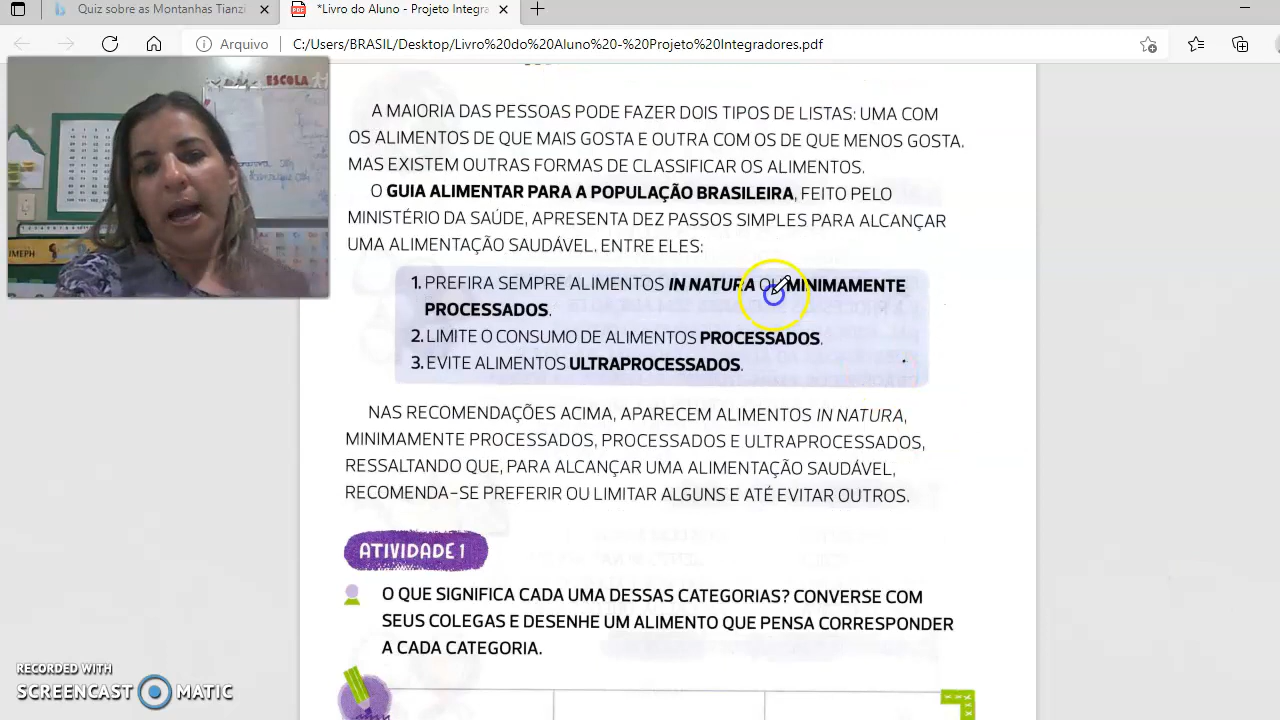 Quiz sobre as Montanhas Tianzi
*Livro do Aluno - Projeto Integra
Arquivo
C:/Users/BRASIL/Desktop/Livro%20do%20Aluno%20-%20Projeto%20Integradores.pdf
ESCOLA
IMEPH
A MAIORIA DAS PESSOAS PODE FAZER DOIS TIPOS DE LISTAS: UMA COM
OS ALIMENTOS DE QUE MAIS GOSTA E OUTRA COM OS DE QUE MENOS GOSTA.
MAS EXISTEM OUTRAS FORMAS DE CLASSIFICAR OS ALIMENTOS.
O GUIA ALIMENTAR PARA A POPULAÇÃO BRASILEIRA, FEITO PELO
MINISTÉRIO DA SAÚDE, APRESENTA DEZ PASSOS SIMPLES PARA ALCANÇAR
UMA ALIMENTAÇÃO SAUDÁVEL. ENTRE ELES:
1. PREFIRA SEMPRE ALIMENTOS IN NATURA OU MINIMAMENTE
PROCESSADOS.
2. LIMITE O CONSUMO DE ALIMENTOS PROCESSADOS.
3. EVITE ALIMENTOS ULTRAPROCESSADOS.
NAS RECOMENDAÇÕES ACIMA, APARECEM ALIMENTOS IN NATURA,
MINIMAMENTE PROCESSADOS, PROCESSADOS E ULTRAPROCESSADOS,
RESSALTANDO QUE, PARA ALCANÇAR UMA ALIMENTAÇÃO SAUDÁVEL,
RECOMENDA-SE PREFERIR OU LIMITAR ALGUNS E ATÉ EVITAR OUTROS.
ATIVIDADE 1
O QUE SIGNIFICA CADA UMA DESSAS CATEGORIAS? CONVERSE COM
SEUS COLEGAS E DESENHE UM ALIMENTO QUE PENSA CORRESPONDER
A CADA CATEGORIA.
RECORDED WITH
SCREENCAST MATIC